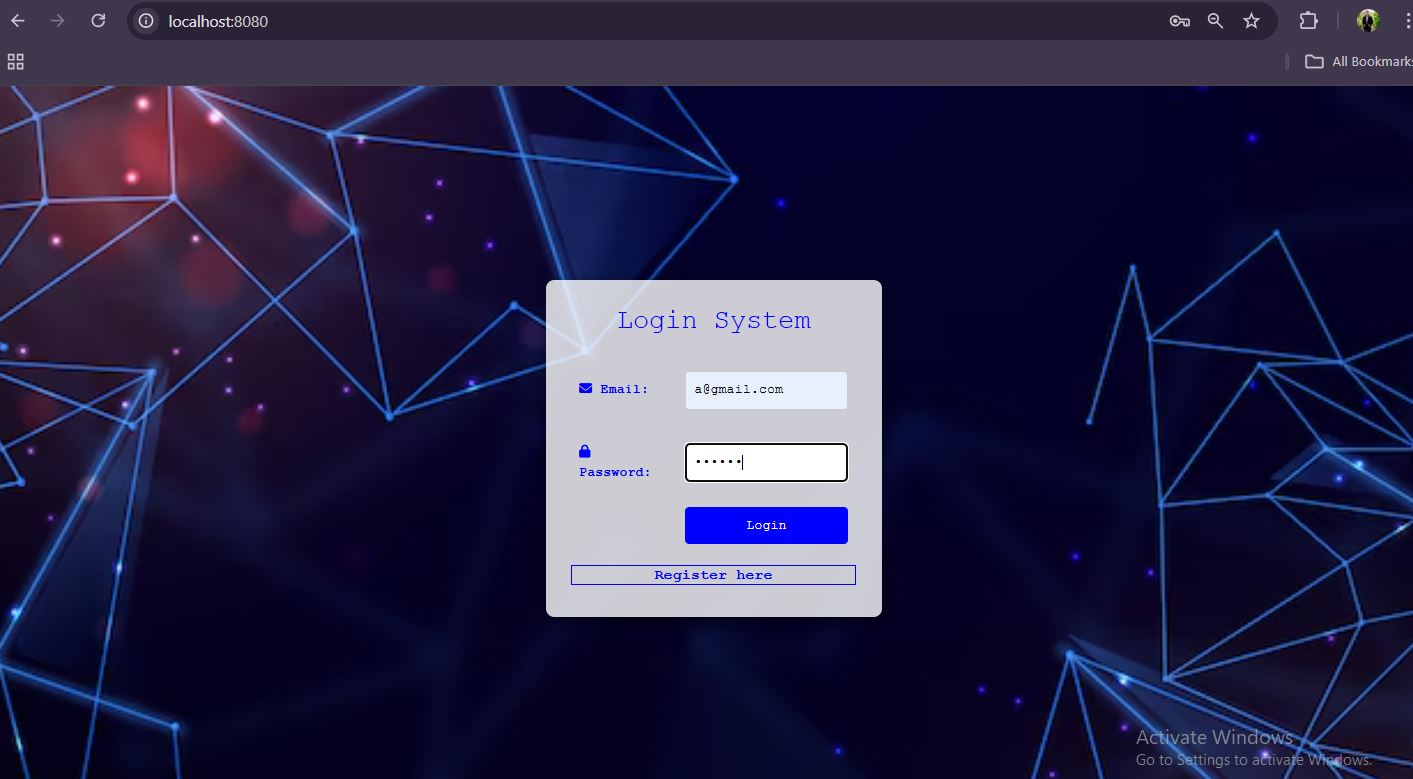 localhost:8080
All Bookmarks
Login System
Email:
a@gmail.com
Password:
••••••
Login
Register here
Activate Windows
Go to Settings to activate Windows.